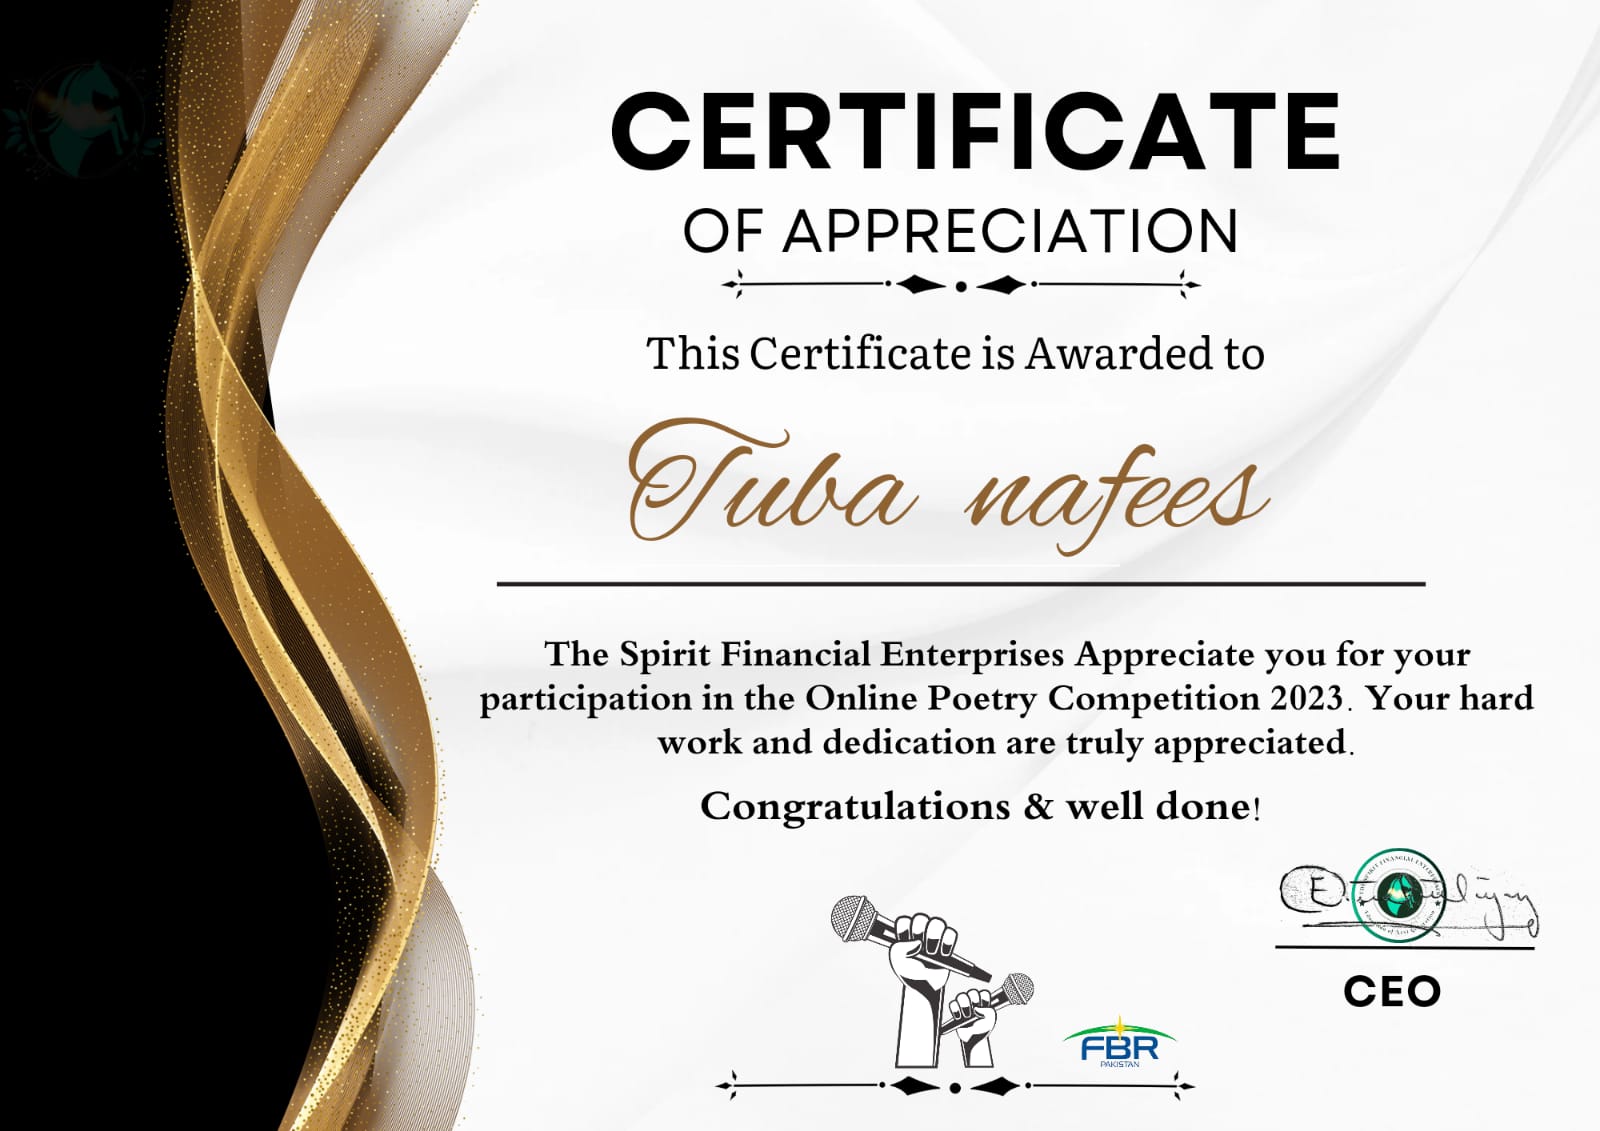 CERTIFICATE
OF APPRECIATION
This Certificate is Awarded to
Tuba nafees
The Spirit Financial Enterprises Appreciate you for your
participation in the Online Poetry Competition 2023. Your hard
work and dedication are truly appreciated.
Congratulations & well done!
CEO
FBR
PAKISTAN